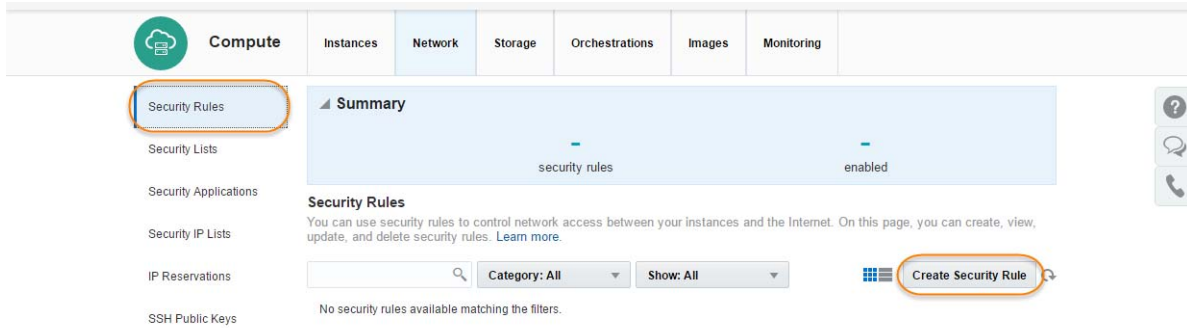 Compute
Instances
Network
Storage
Orchestrations
Images
Monitoring
Security Rules
Security Lists
Security Applications
Security IP Lists
IP Reservations
SSH Public Keys
Summary
-
security rules
-
enabled
Security Rules
You can use security rules to control network access between your instances and the Internet. On this page, you can create, view,
update, and delete security rules. Learn more.
Category: All
Show: All
Create Security Rule
No security rules available matching the filters.
?